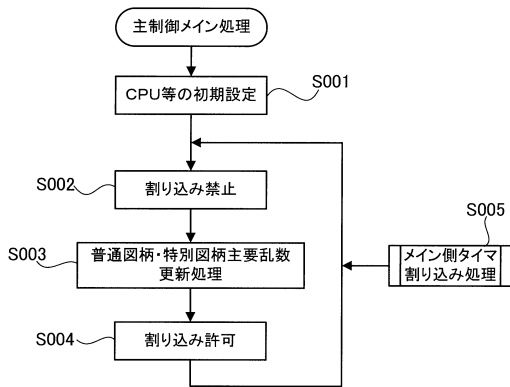 主制御メイン処理
CPU等の初期設定
S001
S002
割り込み禁止
S005
S003
普通図柄・特別図柄主要乱数
更新処理
メイン側タイマ
割り込み処理
S004
割り込み許可